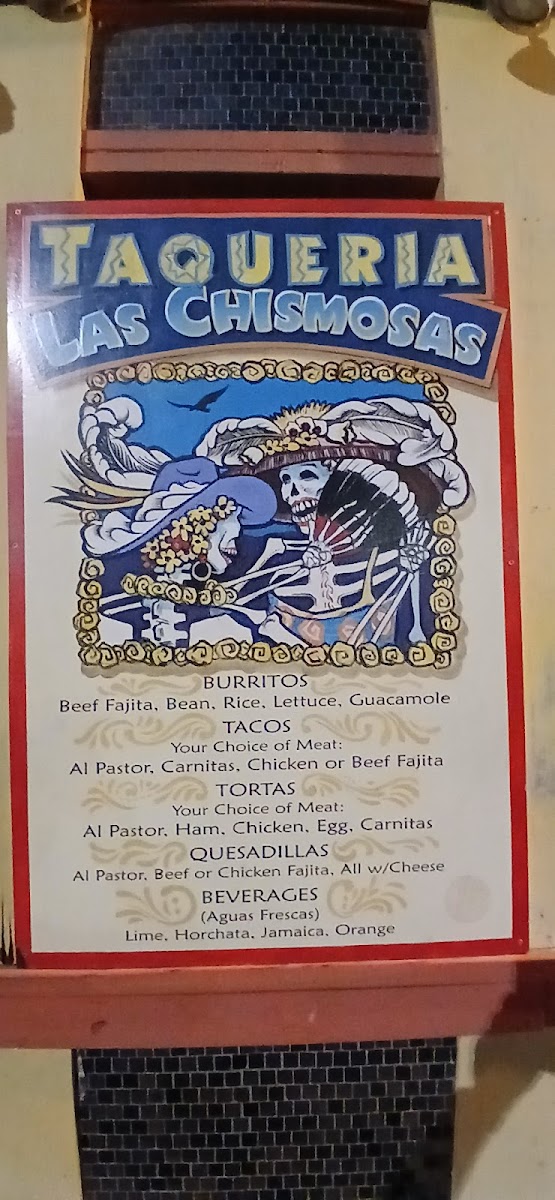 TAQUERIA
LAS CHISMOSAS
BURRITOS
Beef Fajita, Bean, Rice, Lettuce, Guacamole
TACOS
Your Choice of Meat:
Al Pastor, Carnitas, Chicken or Beef Fajita
TORTAS
Your Choice of Meat:
Al Pastor, Ham, Chicken, Egg, Carnitas
QUESADILLAS
Al Pastor, Beef or Chicken Fajita, All w/Cheese
BEVERAGES
(Aguas Frescas)
Lime, Horchata, Jamaica, Orange